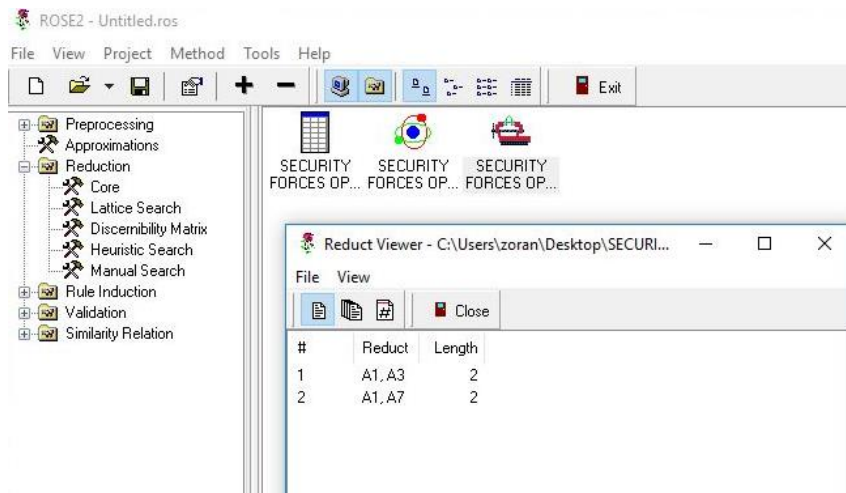 ROSE2 - Untitled.ros
File View Project Method Tools Help
Exit
Preprocessing
Approximations
Reduction
Core
Lattice Search
Discernibility Matrix
Heuristic Search
Manual Search
Rule Induction
Validation
Similarity Relation
SECURITY SECURITY SECURITY
FORCES OP... FORCES OP... FORCES OP...
Reduct Viewer - C:\Users\zoran\Desktop\SECURI...
File View
Close
# Reduct Length
1 A1, A3 2
2 A1, A7 2